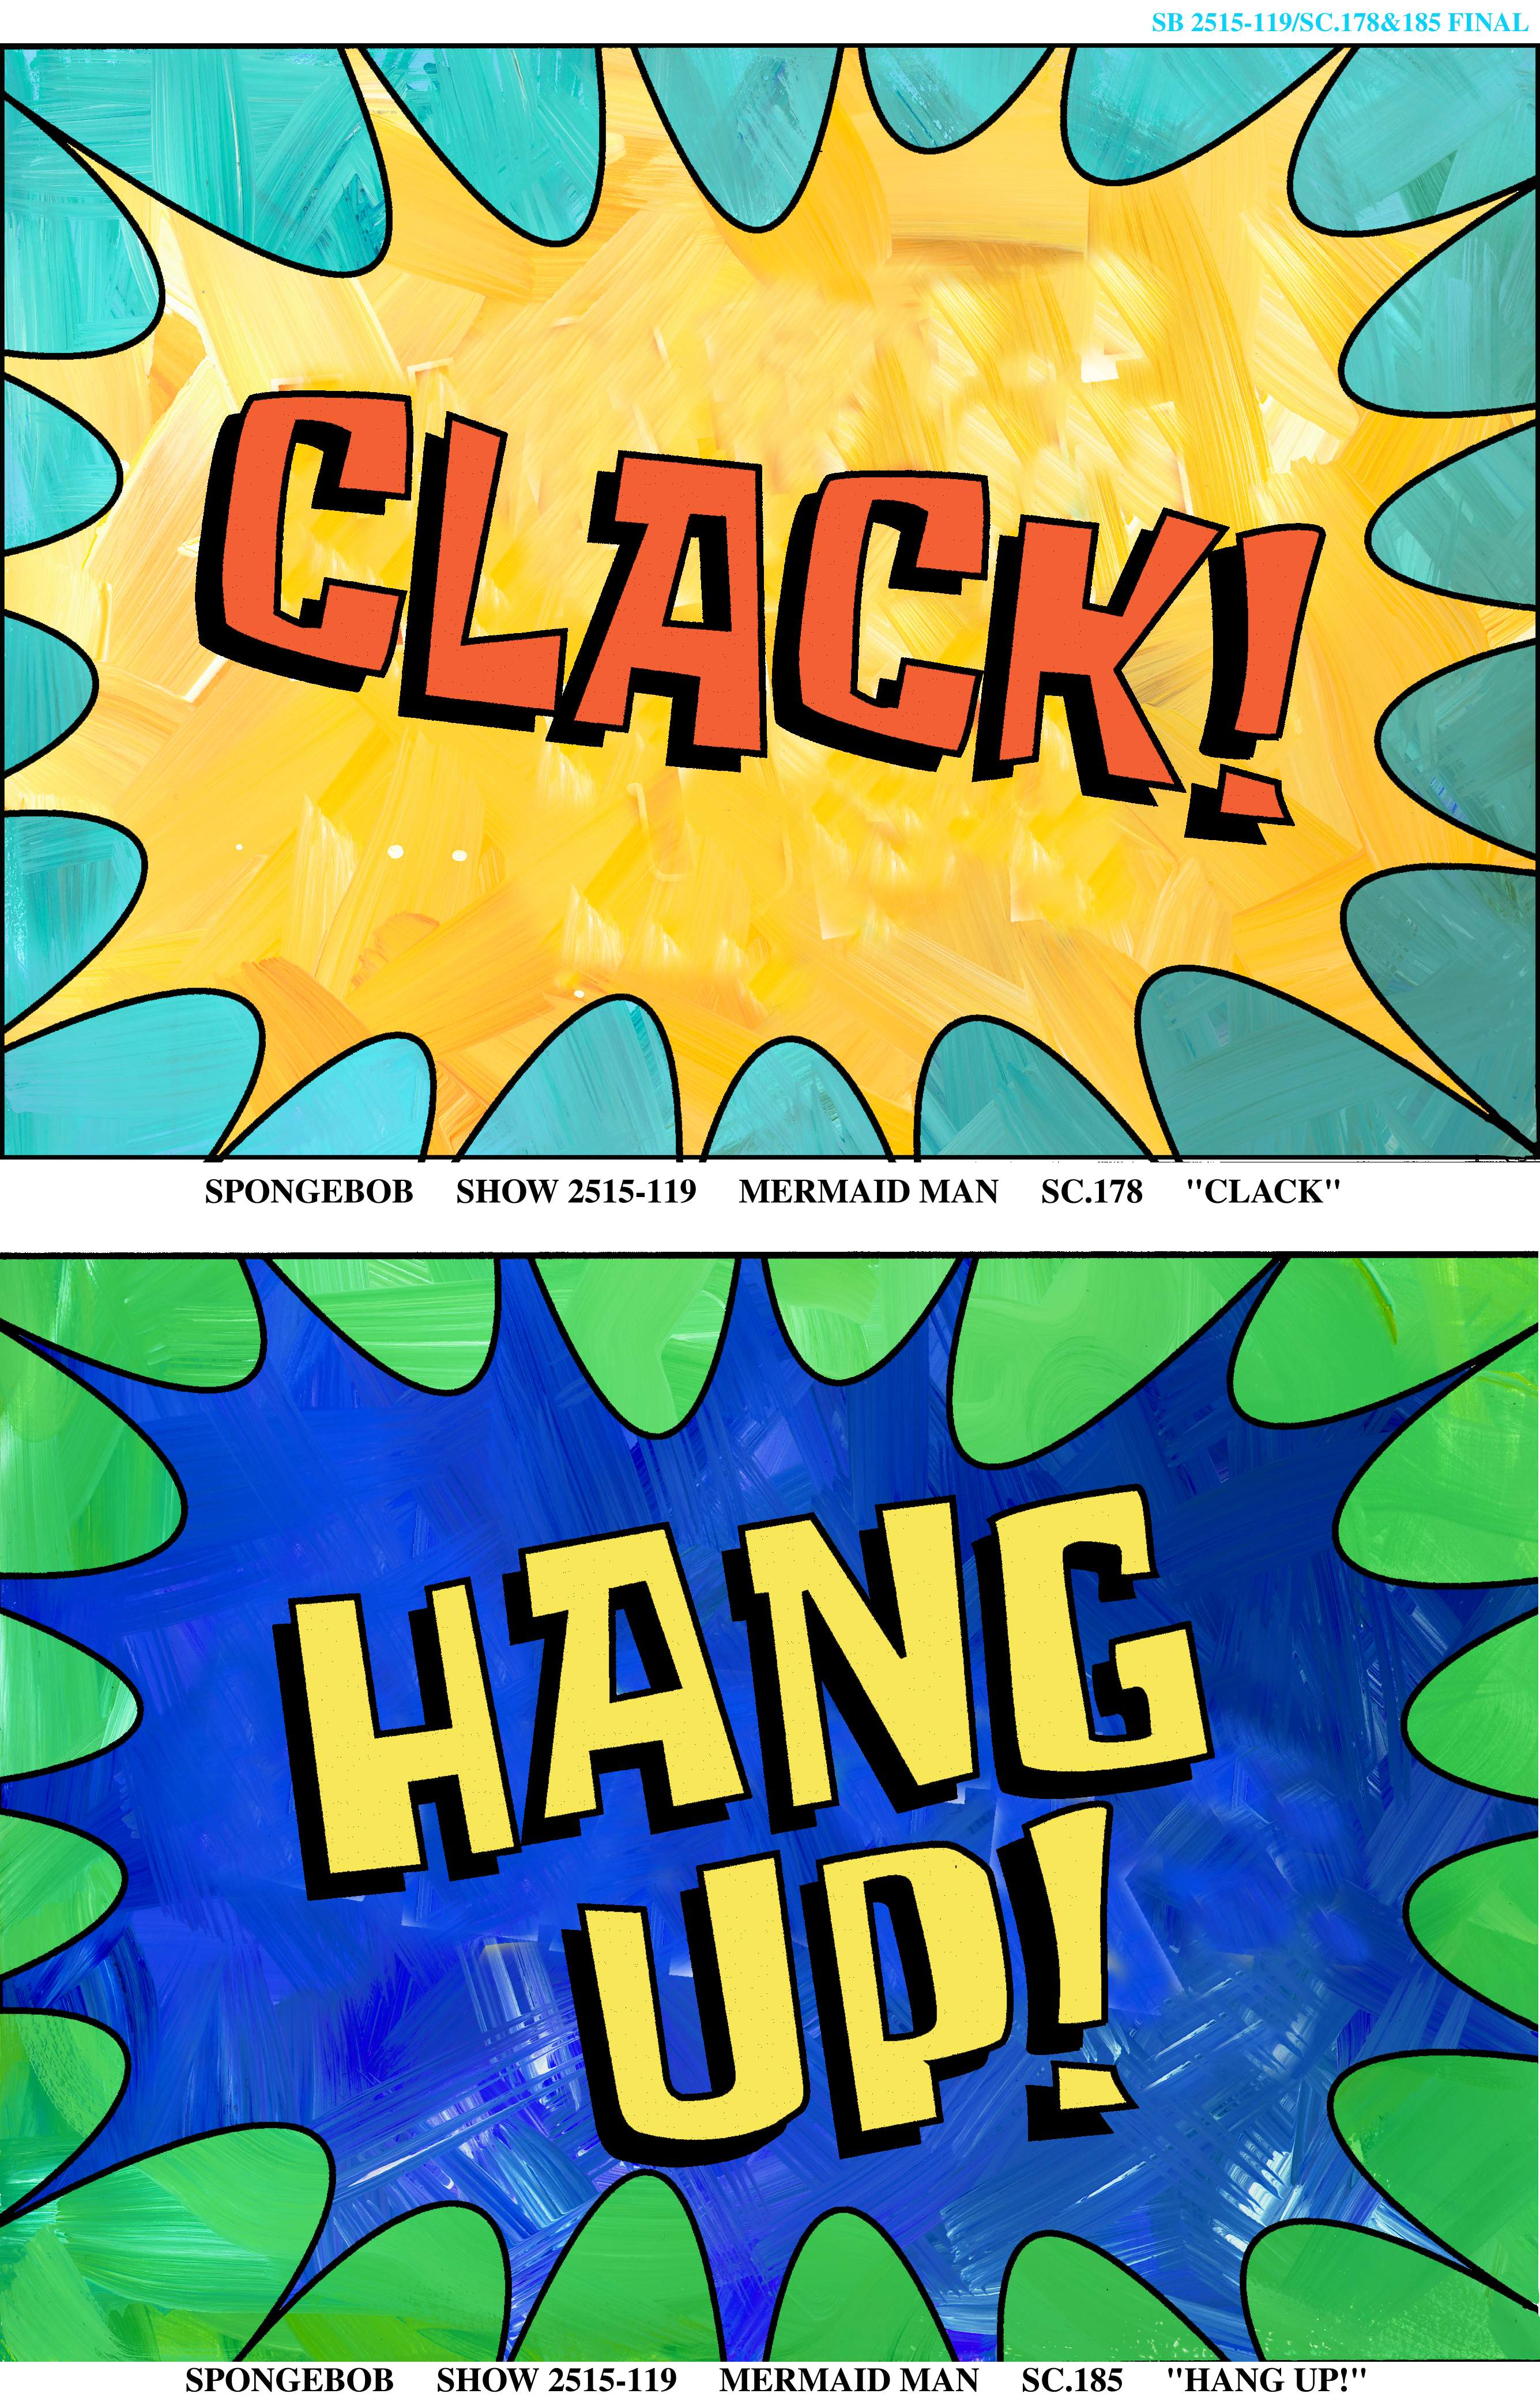 SB 2515-119/SC.178&185 FINAL
CLACK!
SPONGEBOB SHOW 2515-119 MERMAID MAN SC.178 "CLACK"
HANG
UP!
SPONGEBOB SHOW 2515-119 MERMAID MAN SC.185 "HANG UP!"